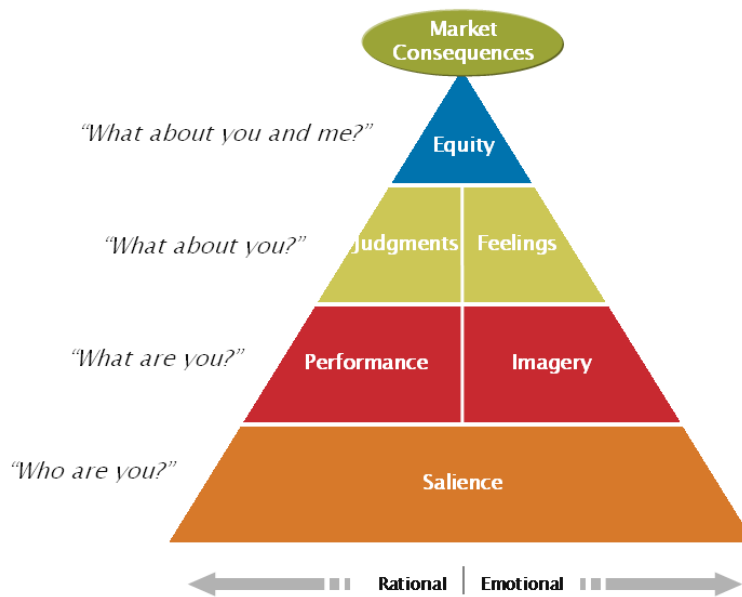 Market
Consequences
“What about you and me?”
Equity
“What about you?”
Judgments
Feelings
“What are you?”
Performance
Imagery
“Who are you?”
Salience
Rational
Emotional